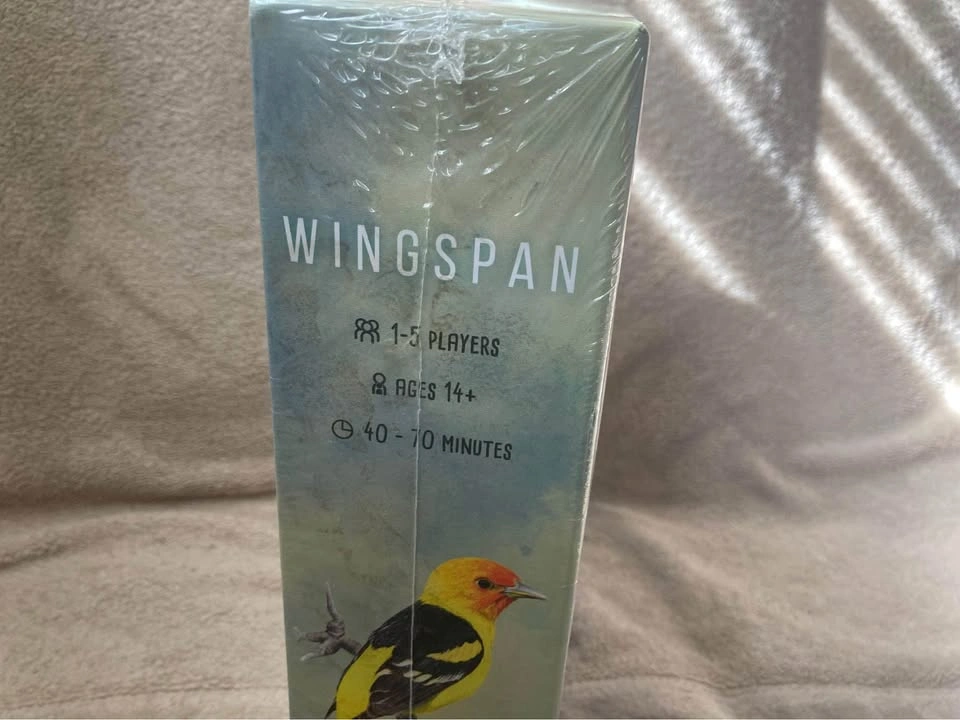 WINGSPAN
1-5 PLAYERS
AGES 14+
40 - 70 MINUTES